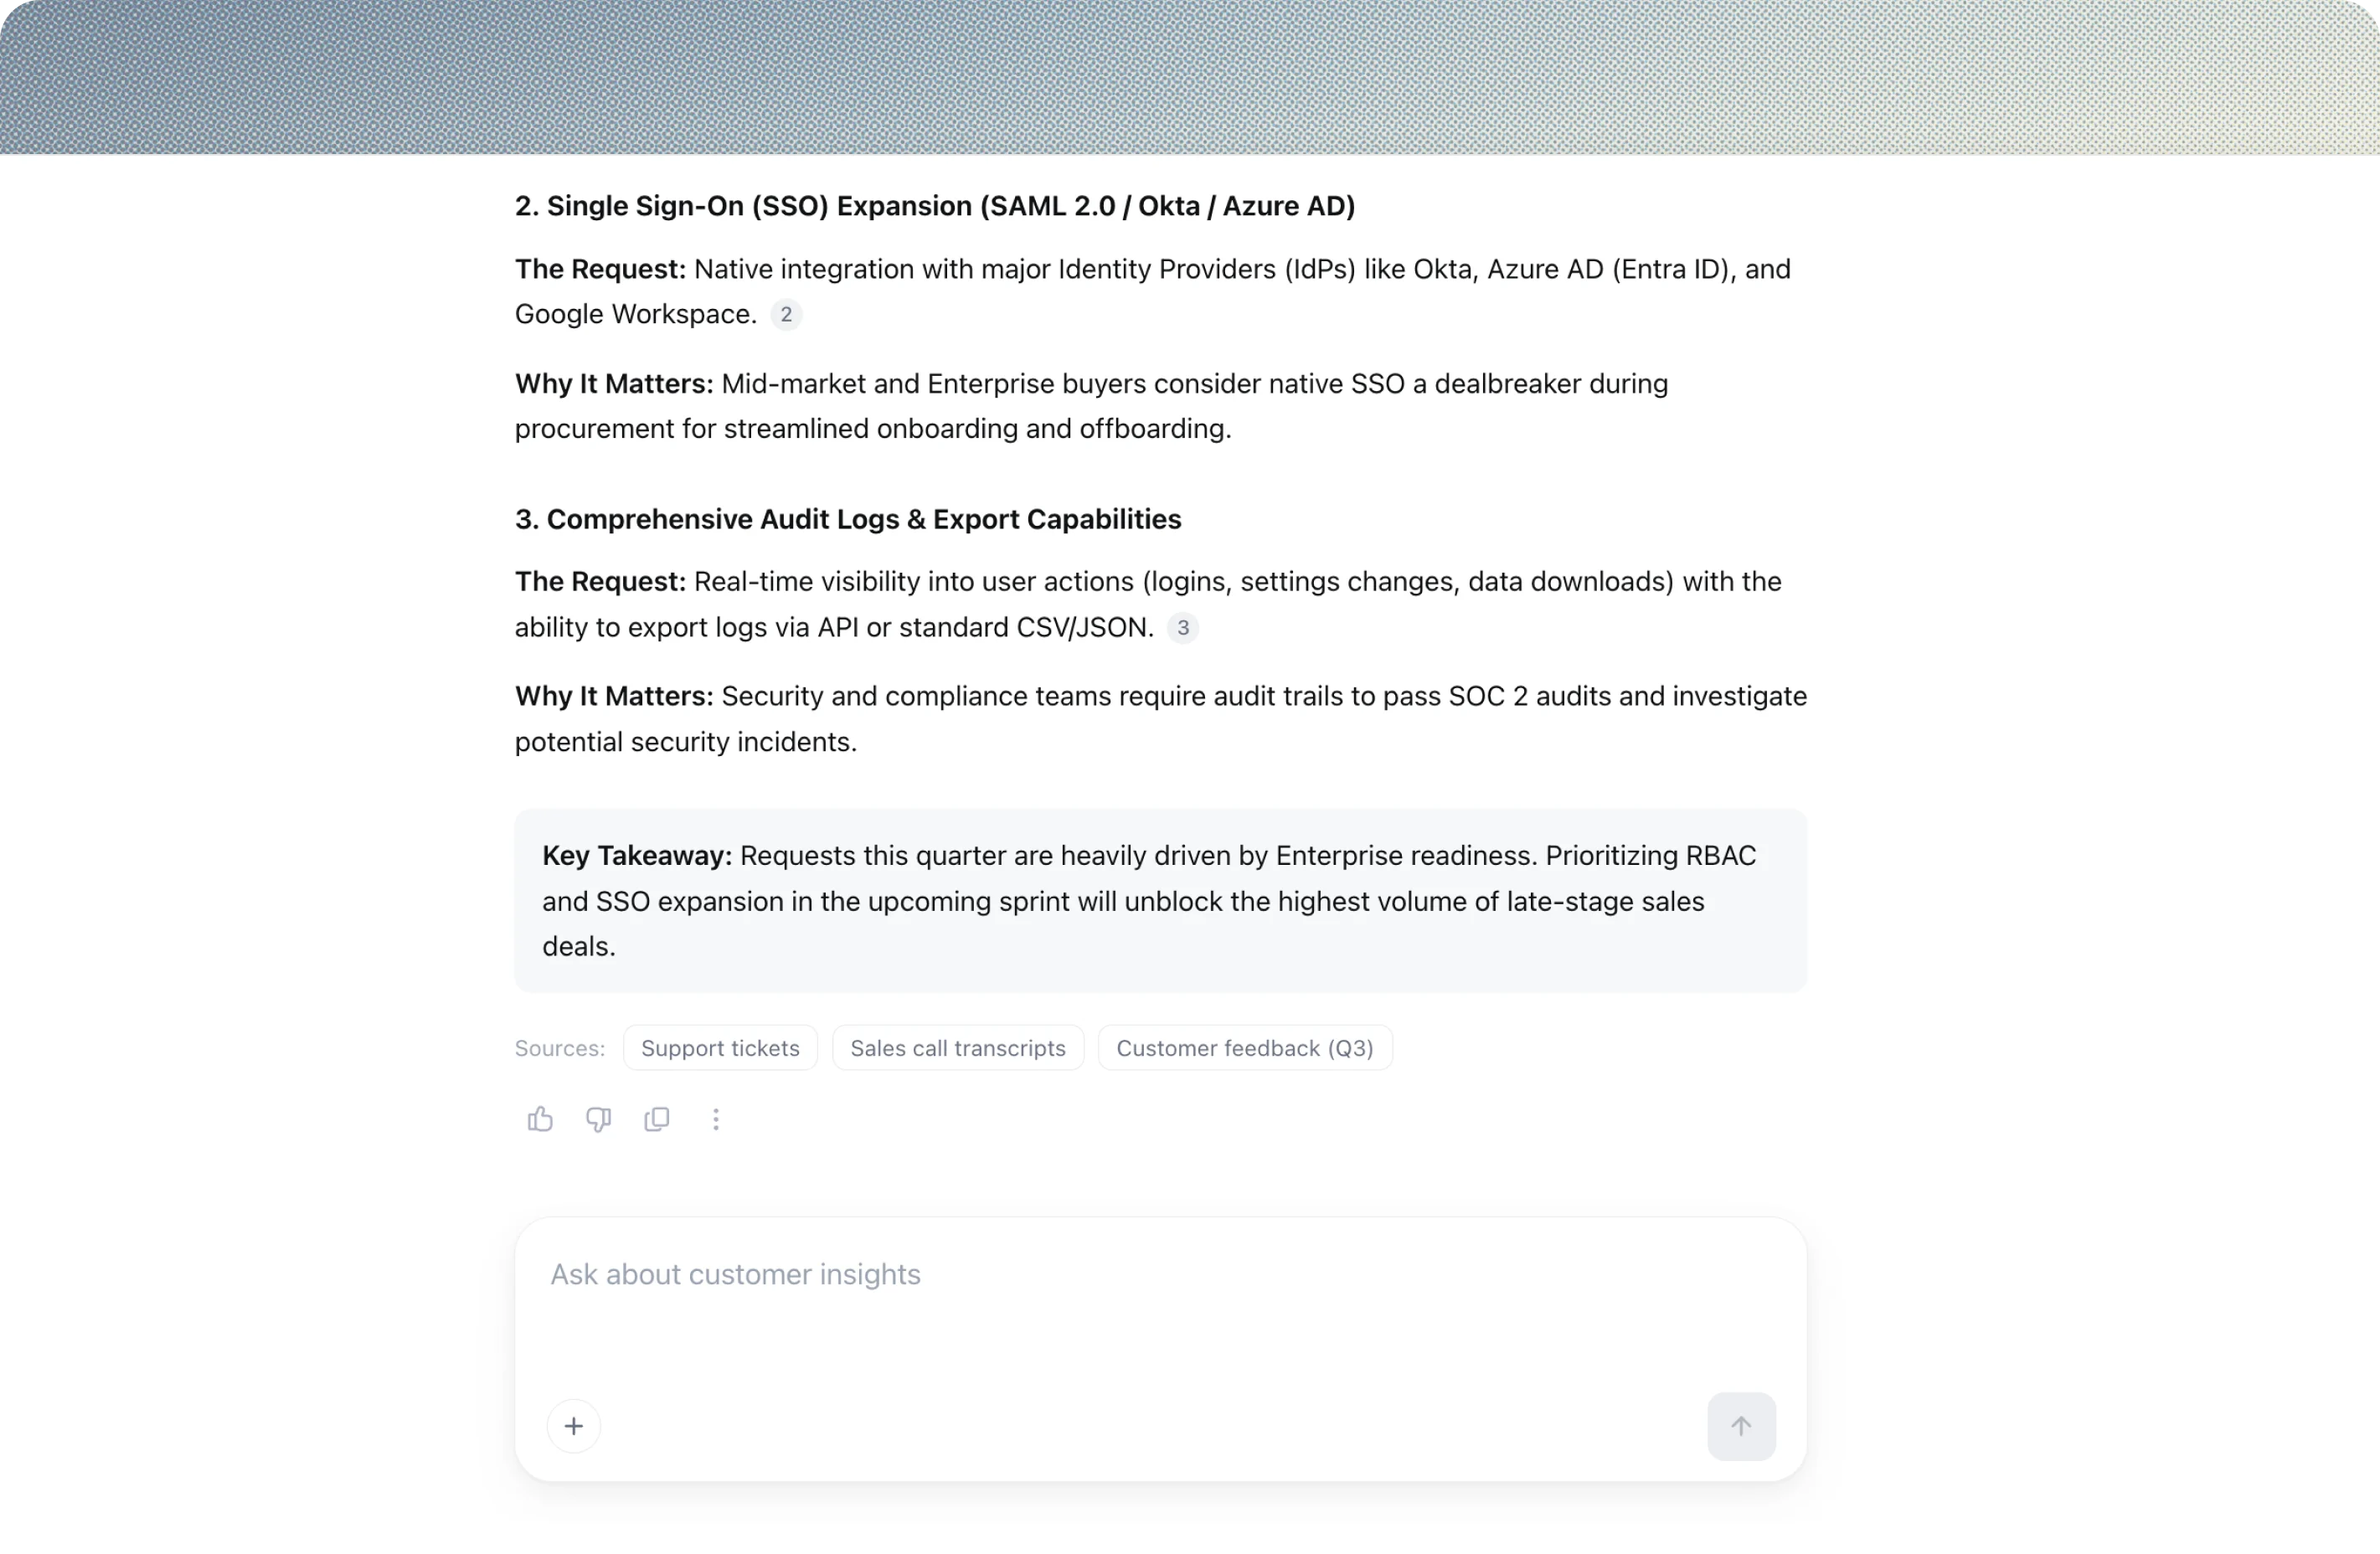 2. Single Sign-On (SSO) Expansion (SAML 2.0 / Okta / Azure AD)
The Request: Native integration with major Identity Providers (IdPs) like Okta, Azure AD (Entra ID), and
Google Workspace. 2
Why It Matters: Mid-market and Enterprise buyers consider native SSO a dealbreaker during
procurement for streamlined onboarding and offboarding.
3. Comprehensive Audit Logs & Export Capabilities
The Request: Real-time visibility into user actions (logins, settings changes, data downloads) with the
ability to export logs via API or standard CSV/JSON. 3
Why It Matters: Security and compliance teams require audit trails to pass SOC 2 audits and investigate
potential security incidents.
Key Takeaway: Requests this quarter are heavily driven by Enterprise readiness. Prioritizing RBAC
and SSO expansion in the upcoming sprint will unblock the highest volume of late-stage sales
deals.
Sources: Support tickets Sales call transcripts Customer feedback (Q3)
Ask about customer insights